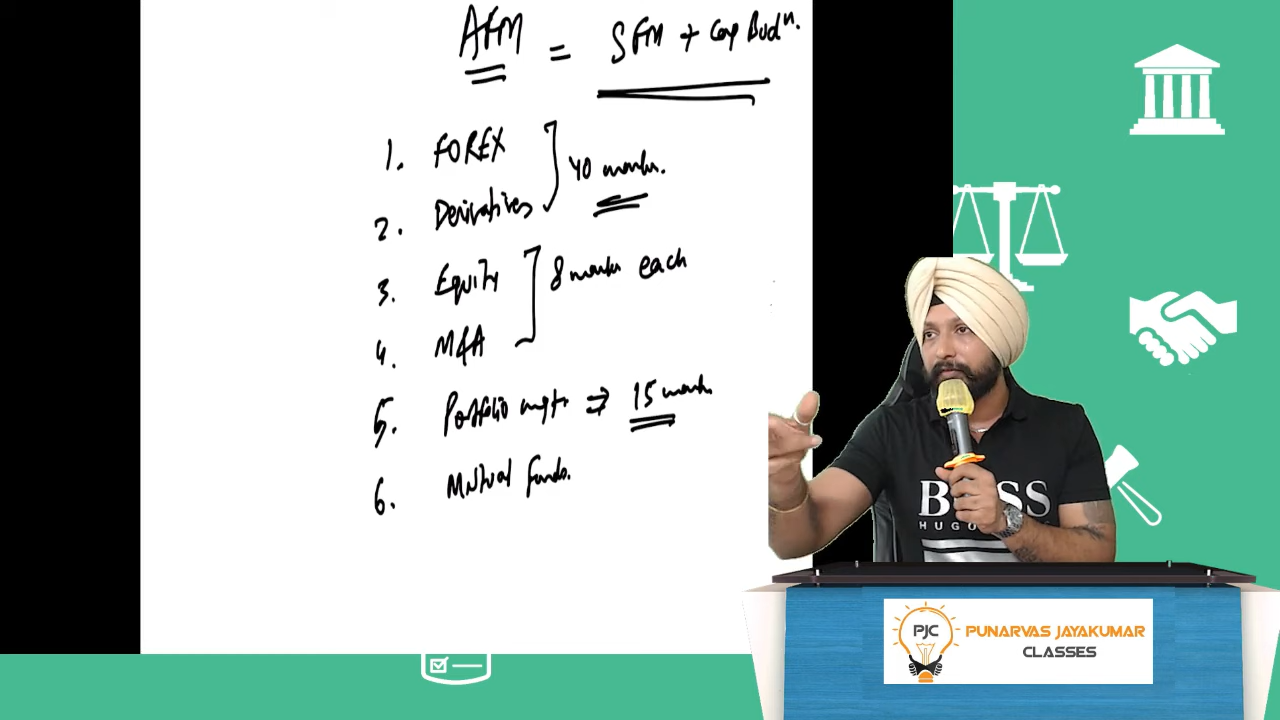 AFM = SFM + Cap Budn.
1. FOREX
2. Derivatives
40 marks.
3. Equity
4. M&A
8 marks each
5. Portfolio mgt. ⇒ 15 marks
6. Mutual funds.
BOSS
HUGO
PJC
PUNARVAS JAYAKUMAR
CLASSES